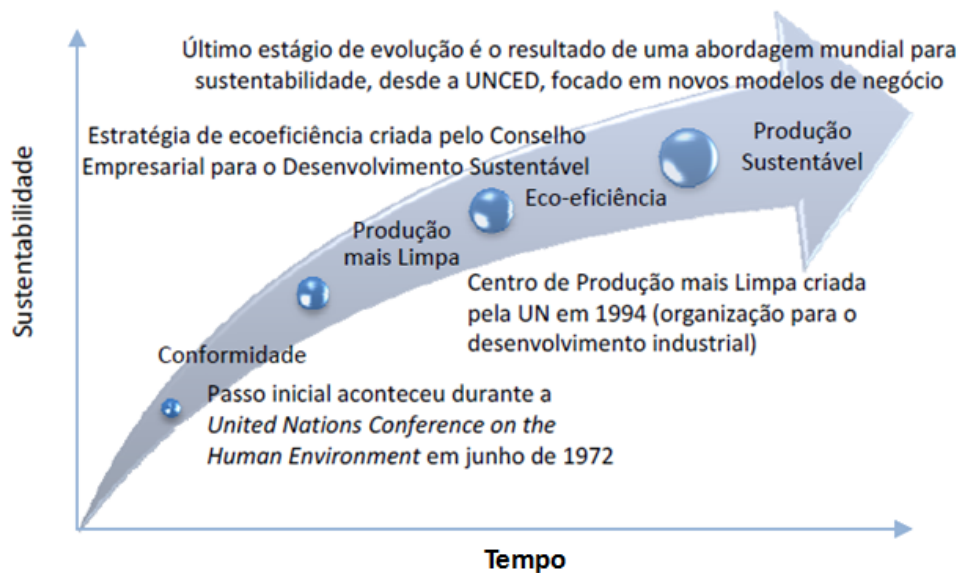 Último estágio de evolução é o resultado de uma abordagem mundial para
sustentabilidade, desde a UNCED, focado em novos modelos de negócio
Estratégia de ecoeficiência criada pelo Conselho
Empresarial para o Desenvolvimento Sustentável
Produção
Sustentável
Eco-eficiência
Produção
mais Limpa
Centro de Produção mais Limpa criada
pela UN em 1994 (organização para o
desenvolvimento industrial)
Conformidade
Passo inicial aconteceu durante a
United Nations Conference on the
Human Environment em junho de 1972
Sustentabilidade
Tempo